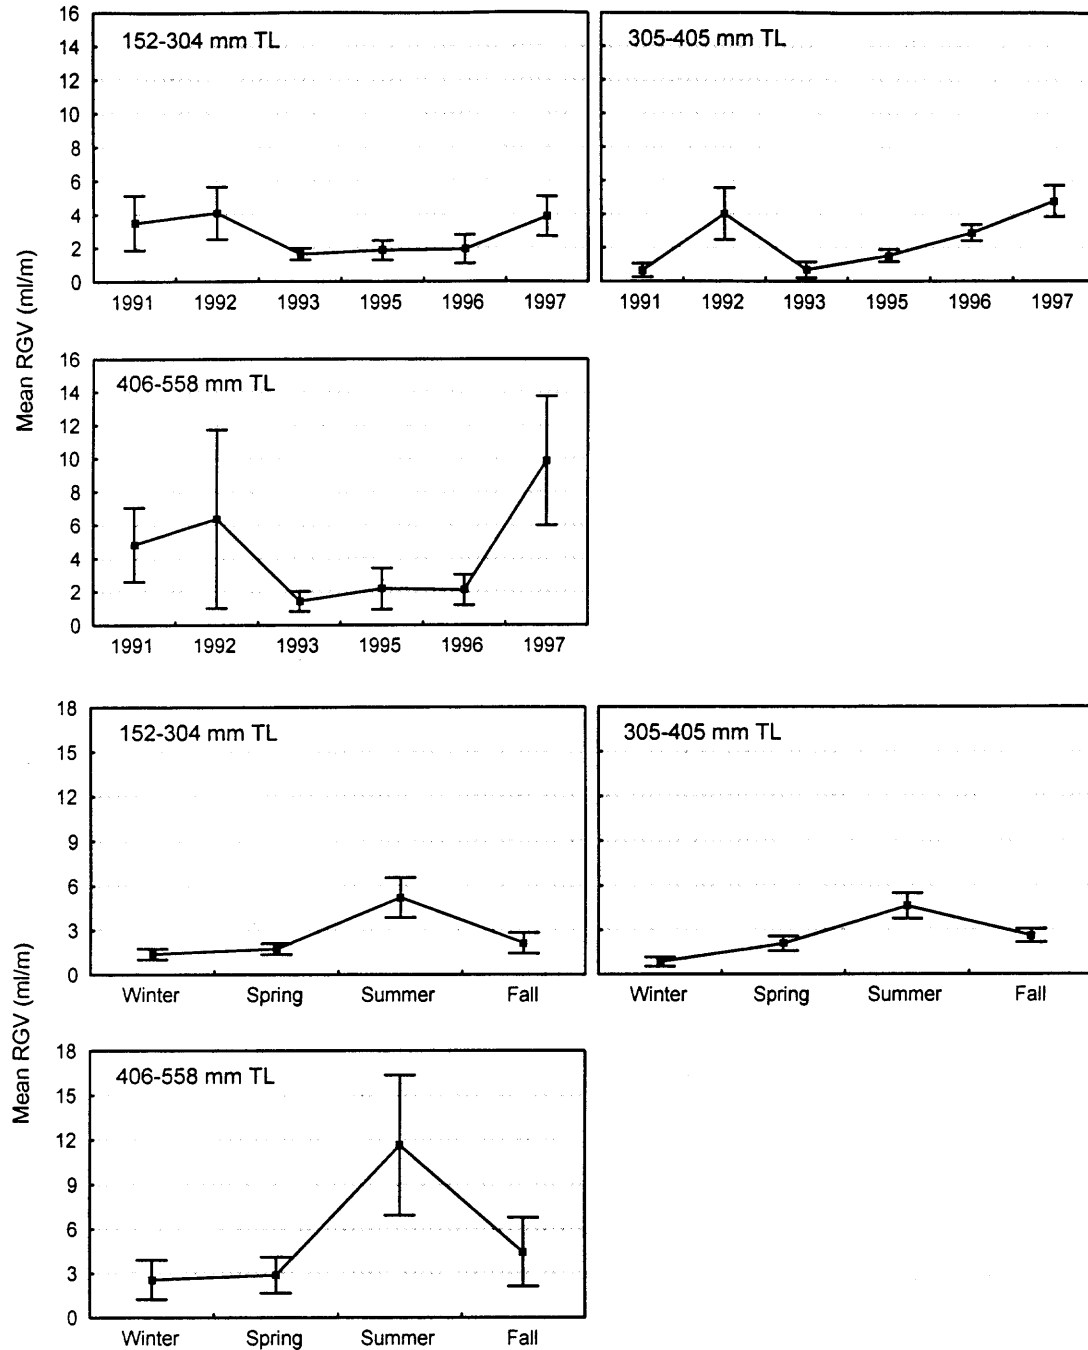 16
14
12
10
8
6
4
2
0
152-304 mm TL
1991 1992 1993 1995 1996 1997
305-405 mm TL
1991 1992 1993 1995 1996 1997
Mean RGV (ml/m)
16
14
12
10
8
6
4
2
0
406-558 mm TL
1991 1992 1993 1995 1996 1997
18
15
12
9
6
3
0
152-304 mm TL
Winter Spring Summer Fall
305-405 mm TL
Winter Spring Summer Fall
Mean RGV (ml/m)
18
15
12
9
6
3
0
406-558 mm TL
Winter Spring Summer Fall